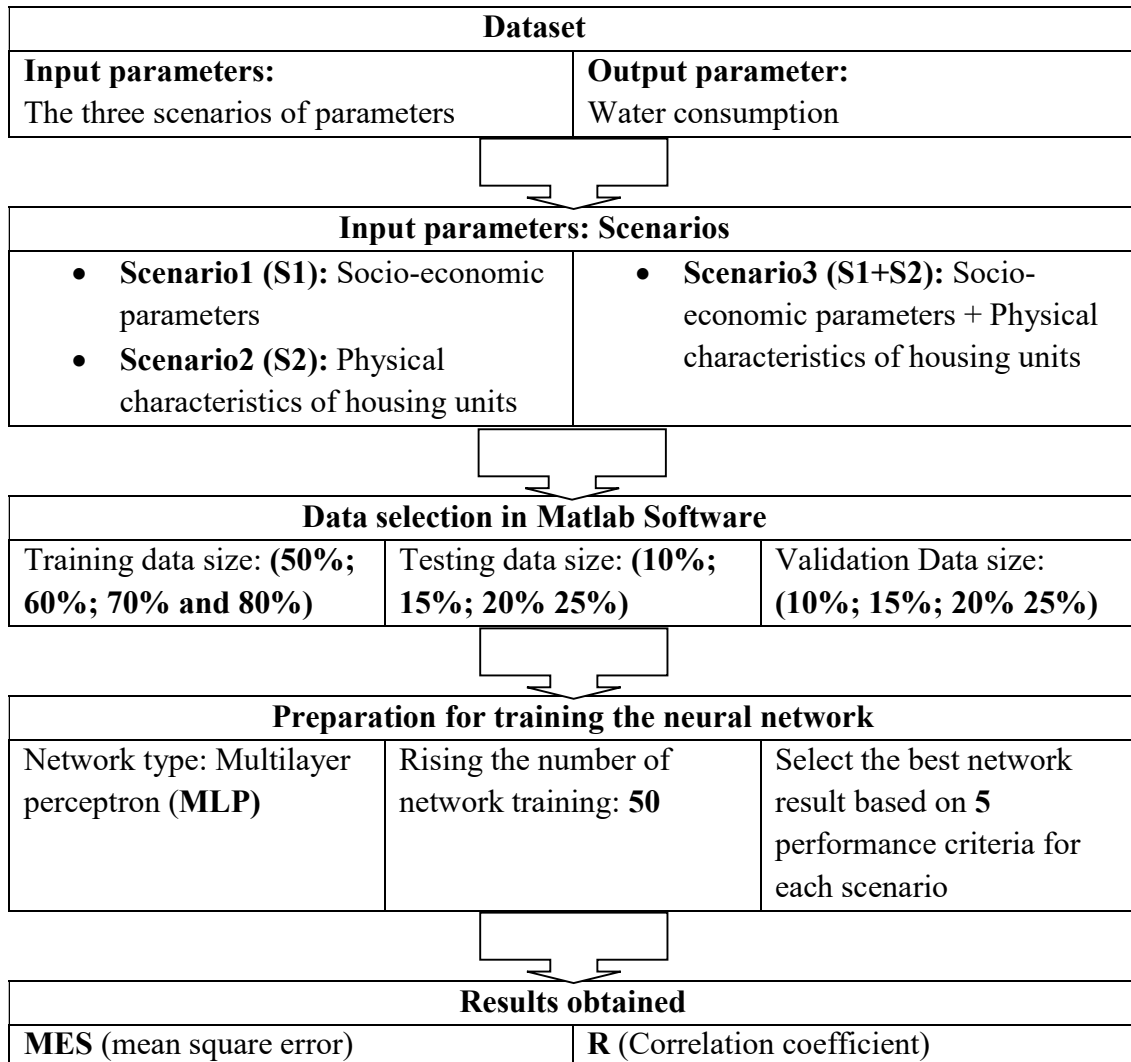 Dataset
Input parameters:
The three scenarios of parameters
Output parameter:
Water consumption
Input parameters: Scenarios
• Scenario1 (S1): Socio-economic
parameters
• Scenario2 (S2): Physical
characteristics of housing units
• Scenario3 (S1+S2): Socio-
economic parameters + Physical
characteristics of housing units
Data selection in Matlab Software
Training data size: (50%;
60%; 70% and 80%)
Testing data size: (10%;
15%; 20% 25%)
Validation Data size:
(10%; 15%; 20% 25%)
Preparation for training the neural network
Network type: Multilayer
perceptron (MLP)
Rising the number of
network training: 50
Select the best network
result based on 5
performance criteria for
each scenario
Results obtained
MES (mean square error)
R (Correlation coefficient)